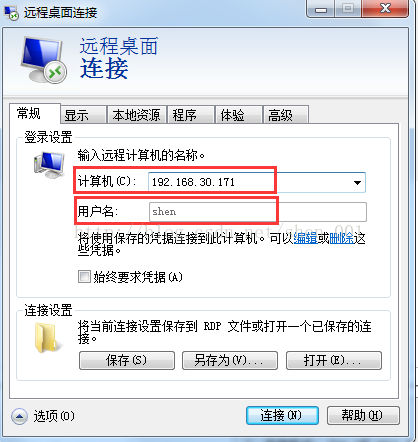 远程桌面连接
远程桌面
连接
常规 显示 本地资源 程序 体验 高级
登录设置
输入远程计算机的名称。
计算机(C): 192.168.30.171
用户名: shen
将使用保存的凭据连接到此计算机。可以编辑或删除这
些凭据。
始终要求凭据(A)
连接设置
将当前连接设置保存到 RDP 文件或打开一个已保存的连
接。
保存(S) 另存为(V)... 打开(E)...
选项(O) 连接(N) 帮助(H)